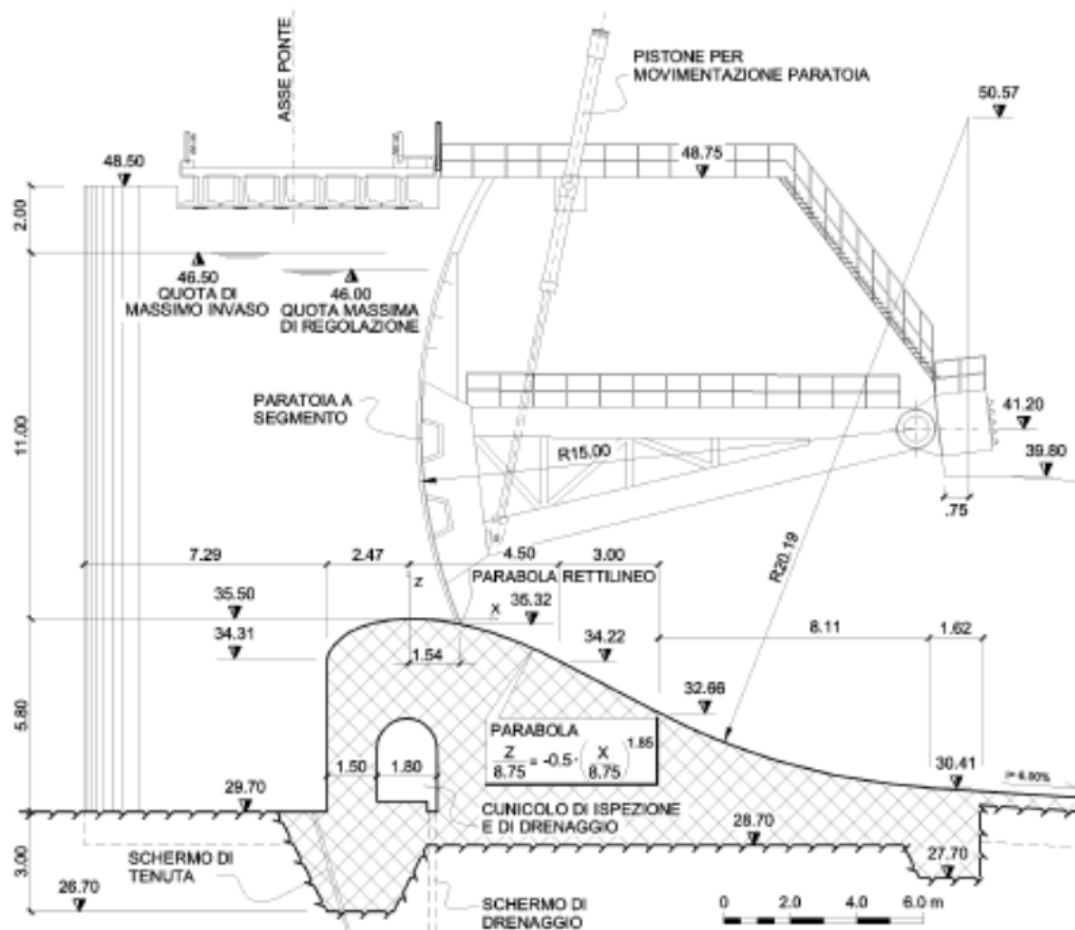 PISTONE PER
MOVIMENTAZIONE PARATOIA
ASSE PONTE
50.57
48.50
48.75
2.00
46.50
QUOTA DI
MASSIMO INVASO
46.00
QUOTA MASSIMA
DI REGOLAZIONE
PARATOIA A
SEGMENTO
11.00
41.20
39.80
R15.00
.75
7.29
2.47
4.50
3.00
R20.19
Z
PARABOLA RETTILINEO
35.50
X
35.32
34.31
1.54
34.22
8.11
1.62
5.80
32.66
PARABOLA
Z/8.75 = -0.5·(X/8.75)^1.85
1.50
1.80
30.41
29.70
CUNICOLO DI ISPEZIONE
E DI DRENAGGIO
28.70
3.00
SCHERMO DI
TENUTA
27.70
26.70
SCHERMO DI
DRENAGGIO
0 2.0 4.0 6.0 m